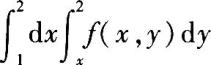 ∫₁² dx ∫ₓ² f(x,y)dy